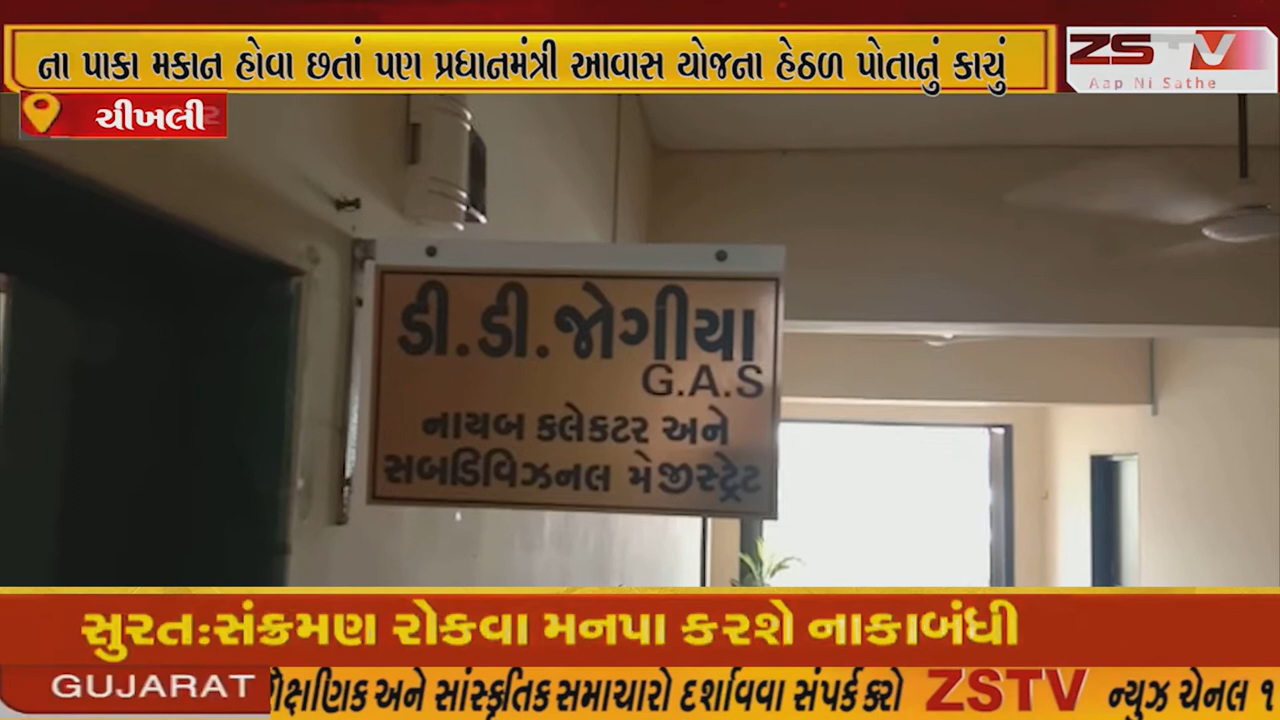 ના પાકા મકાન હોવા છતાં પણ પ્રધાનમંત્રી આવાસ યોજના હેઠળ પોતાનું કાચું
ZSTV
Aap Ni Sathe
ચીખલી
ડી.ડી.જોગીયા
G.A.S
નાયબ કલેકટર અને
સબડિવિઝનલ મેજીસ્ટ્રેટ
સુરત:સંક્રમણ રોકવા મનપા કરશે નાકાબંધી
GUJARAT
અને સાંસ્કૃતિક સમાચારો દર્શાવવા સંપર્ક કરો ZSTV ન્યુઝ ચેનલ ૧